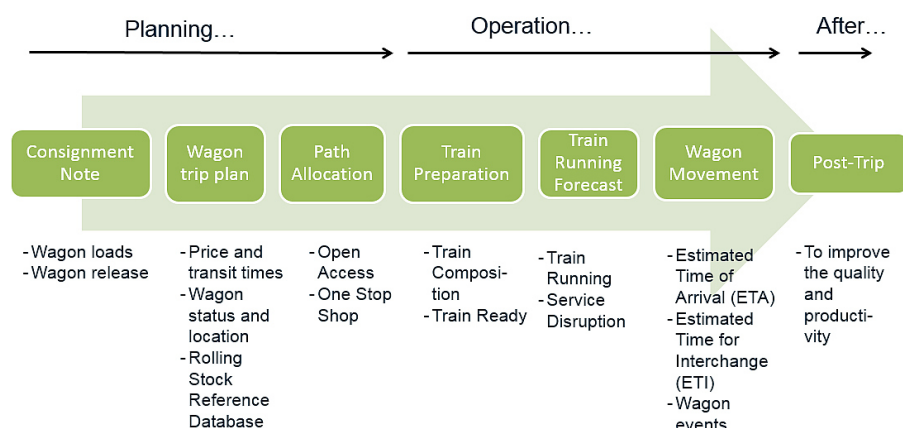 Planning…
Operation…
After…
Consignment
Note
Wagon
trip plan
Path
Allocation
Train
Preparation
Train
Running
Forecast
Wagon
Movement
Post-Trip
- Wagon loads
- Wagon release
- Price and
transit times
- Wagon
status and
location
- Rolling
Stock
Reference
Database
- Open
Access
- One Stop
Shop
- Train
Composi-
tion
- Train Ready
- Train
Running
- Service
Disruption
- Estimated
Time of
Arrival (ETA)
- Estimated
Time for
Interchange
(ETI)
- Wagon
events
- To improve
the quality
and
producti-
vity